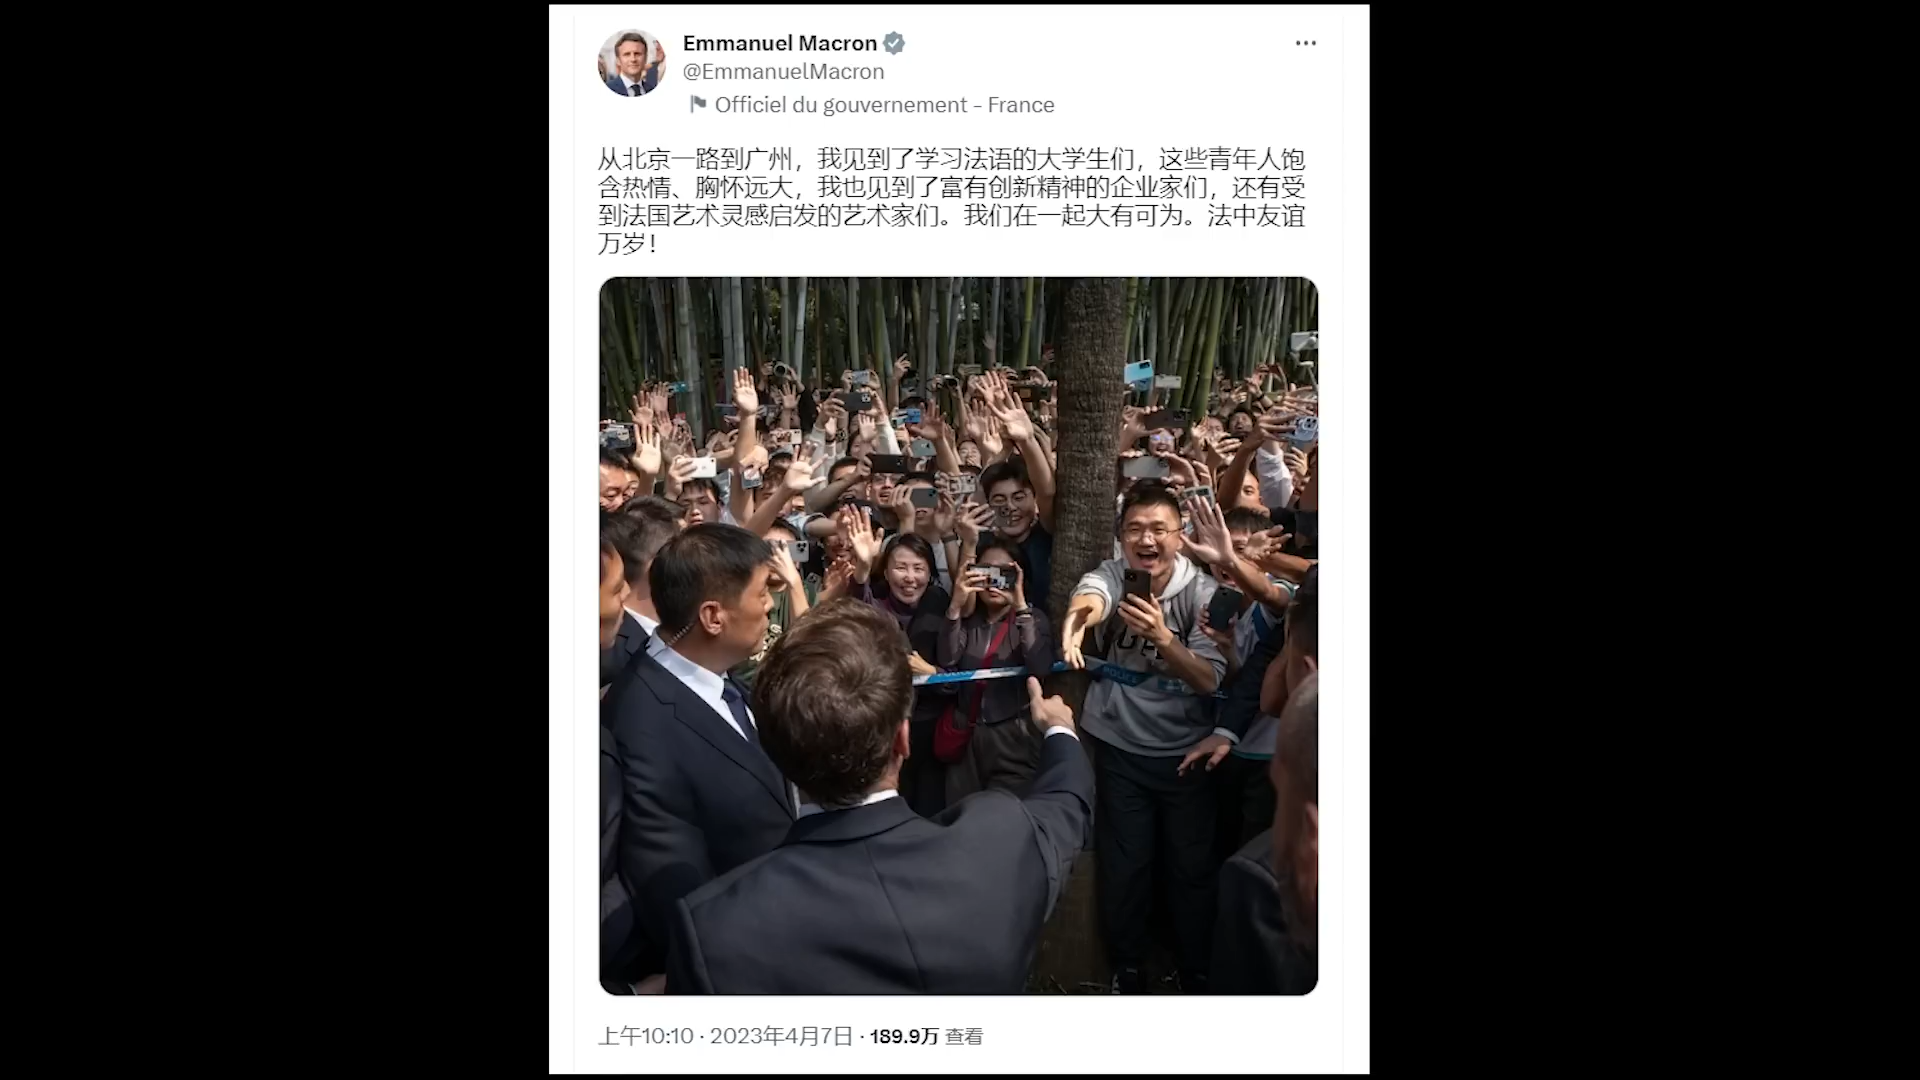 Emmanuel Macron
@EmmanuelMacron
Officiel du gouvernement - France
从北京一路到广州，我见到了学习法语的大学生们，这些青年人饱
含热情、胸怀远大，我也见到了富有创新精神的企业家们，还有受
到法国艺术灵感启发的艺术家们。我们在一起大有可为。法中友谊
万岁！
POLICE
上午10:10 · 2023年4月7日 · 189.9万 查看